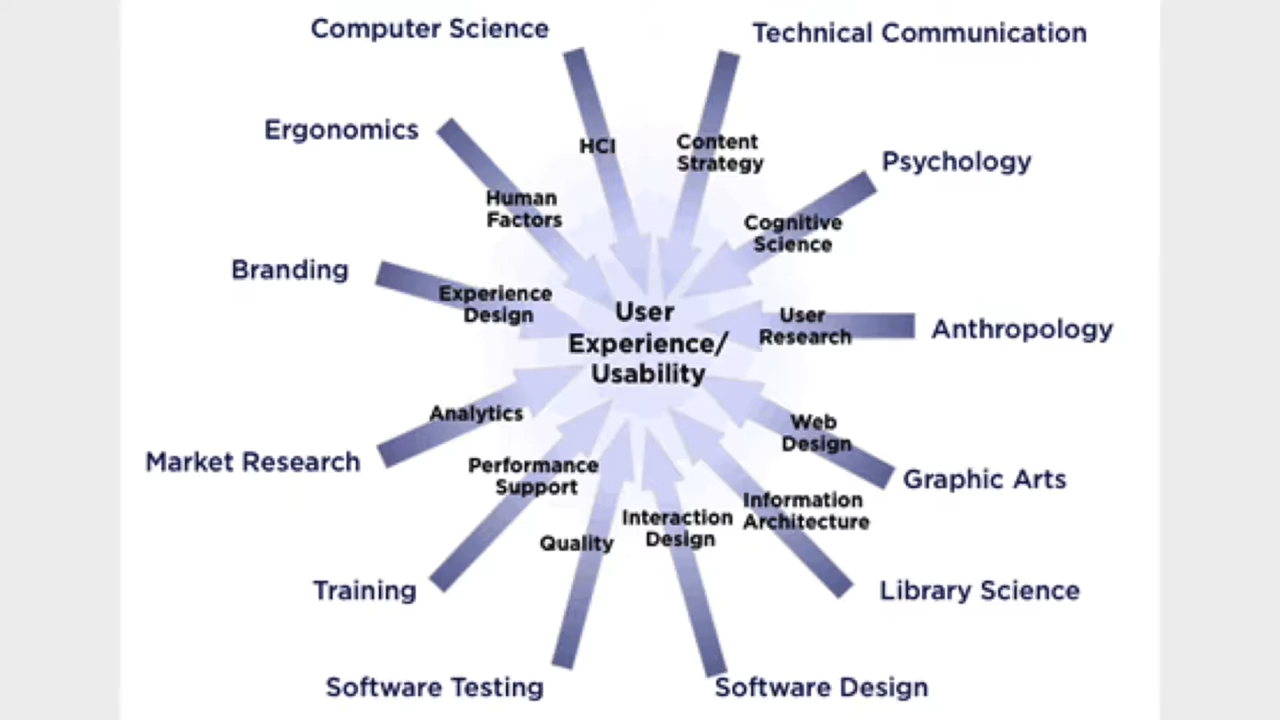 Computer Science
Technical Communication
Ergonomics
HCI
Content
Strategy
Psychology
Human
Factors
Cognitive
Science
Branding
Experience
Design
User
Experience/
Usability
User
Research
Anthropology
Analytics
Web
Design
Market Research
Performance
Support
Graphic Arts
Information
Architecture
Interaction
Design
Quality
Training
Library Science
Software Testing
Software Design